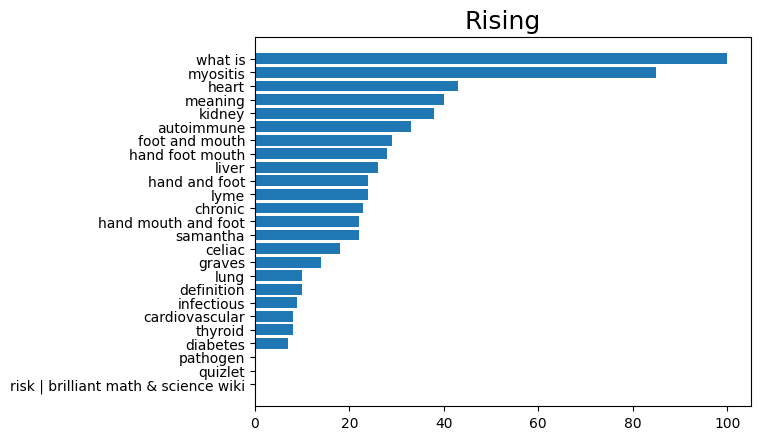 Rising
what is
myositis
heart
meaning
kidney
autoimmune
foot and mouth
hand foot mouth
liver
hand and foot
lyme
chronic
hand mouth and foot
samantha
celiac
graves
lung
definition
infectious
cardiovascular
thyroid
diabetes
pathogen
quizlet
risk | brilliant math & science wiki
0 20 40 60 80 100